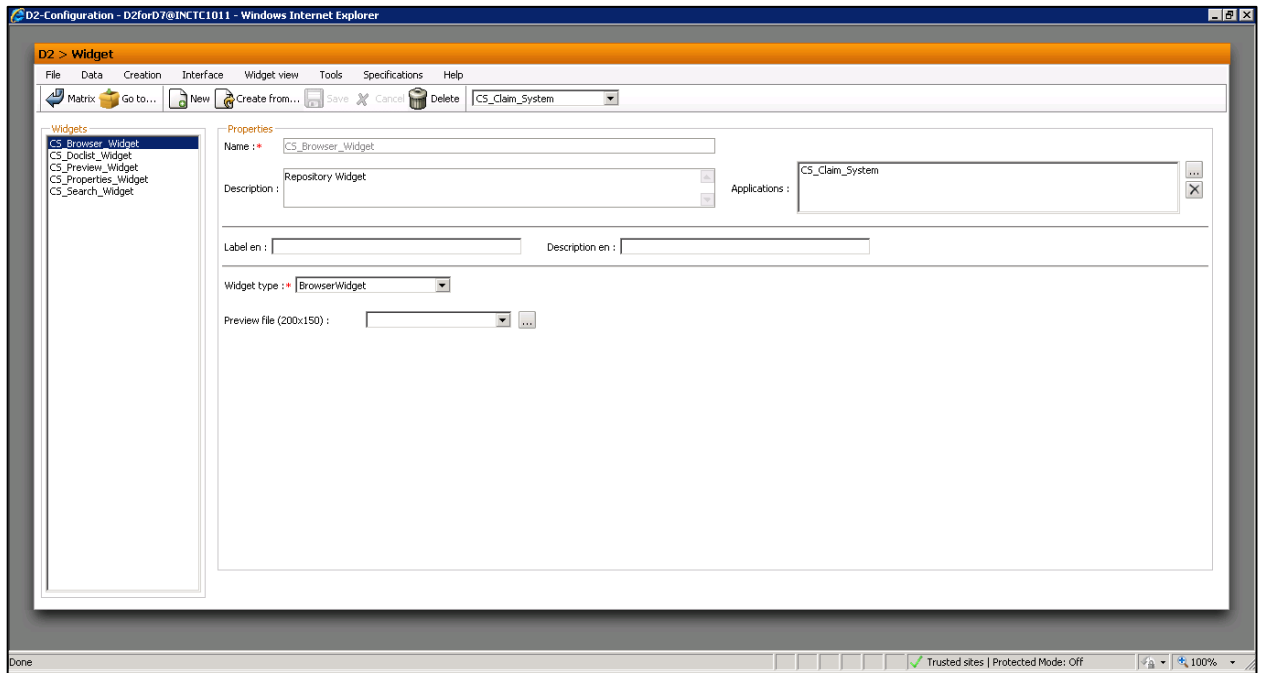 D2-Configuration - D2forD7@INCTC1011 - Windows Internet Explorer
D2 > Widget
File Data Creation Interface Widget view Tools Specifications Help
Matrix Go to... New Create from... Save Cancel Delete CS_Claim_System
Widgets
CS_Browser_Widget
CS_Doclist_Widget
CS_Preview_Widget
CS_Properties_Widget
CS_Search_Widget
Properties
Name :* CS_Browser_Widget
Description : Repository Widget
Applications : CS_Claim_System
...
Label en : Description en :
Widget type :* BrowserWidget
Preview file (200x150) : ...
Done Trusted sites | Protected Mode: Off 100%